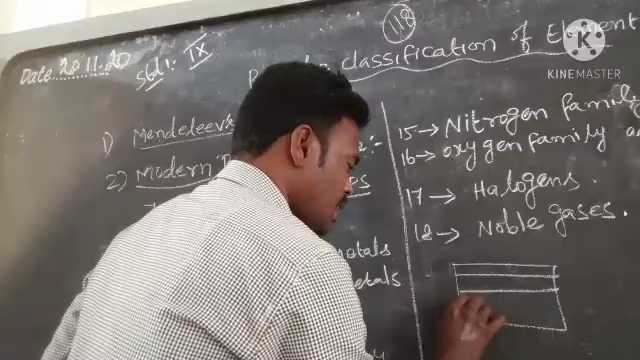 Date 20.11.20
Std: IX
118
classification of Element
KINEMASTER
1) Mendeleev's
2) Modern
15→ Nitrogen family
16→ oxygen family
17→ Halogens.
18→ Noble gases.